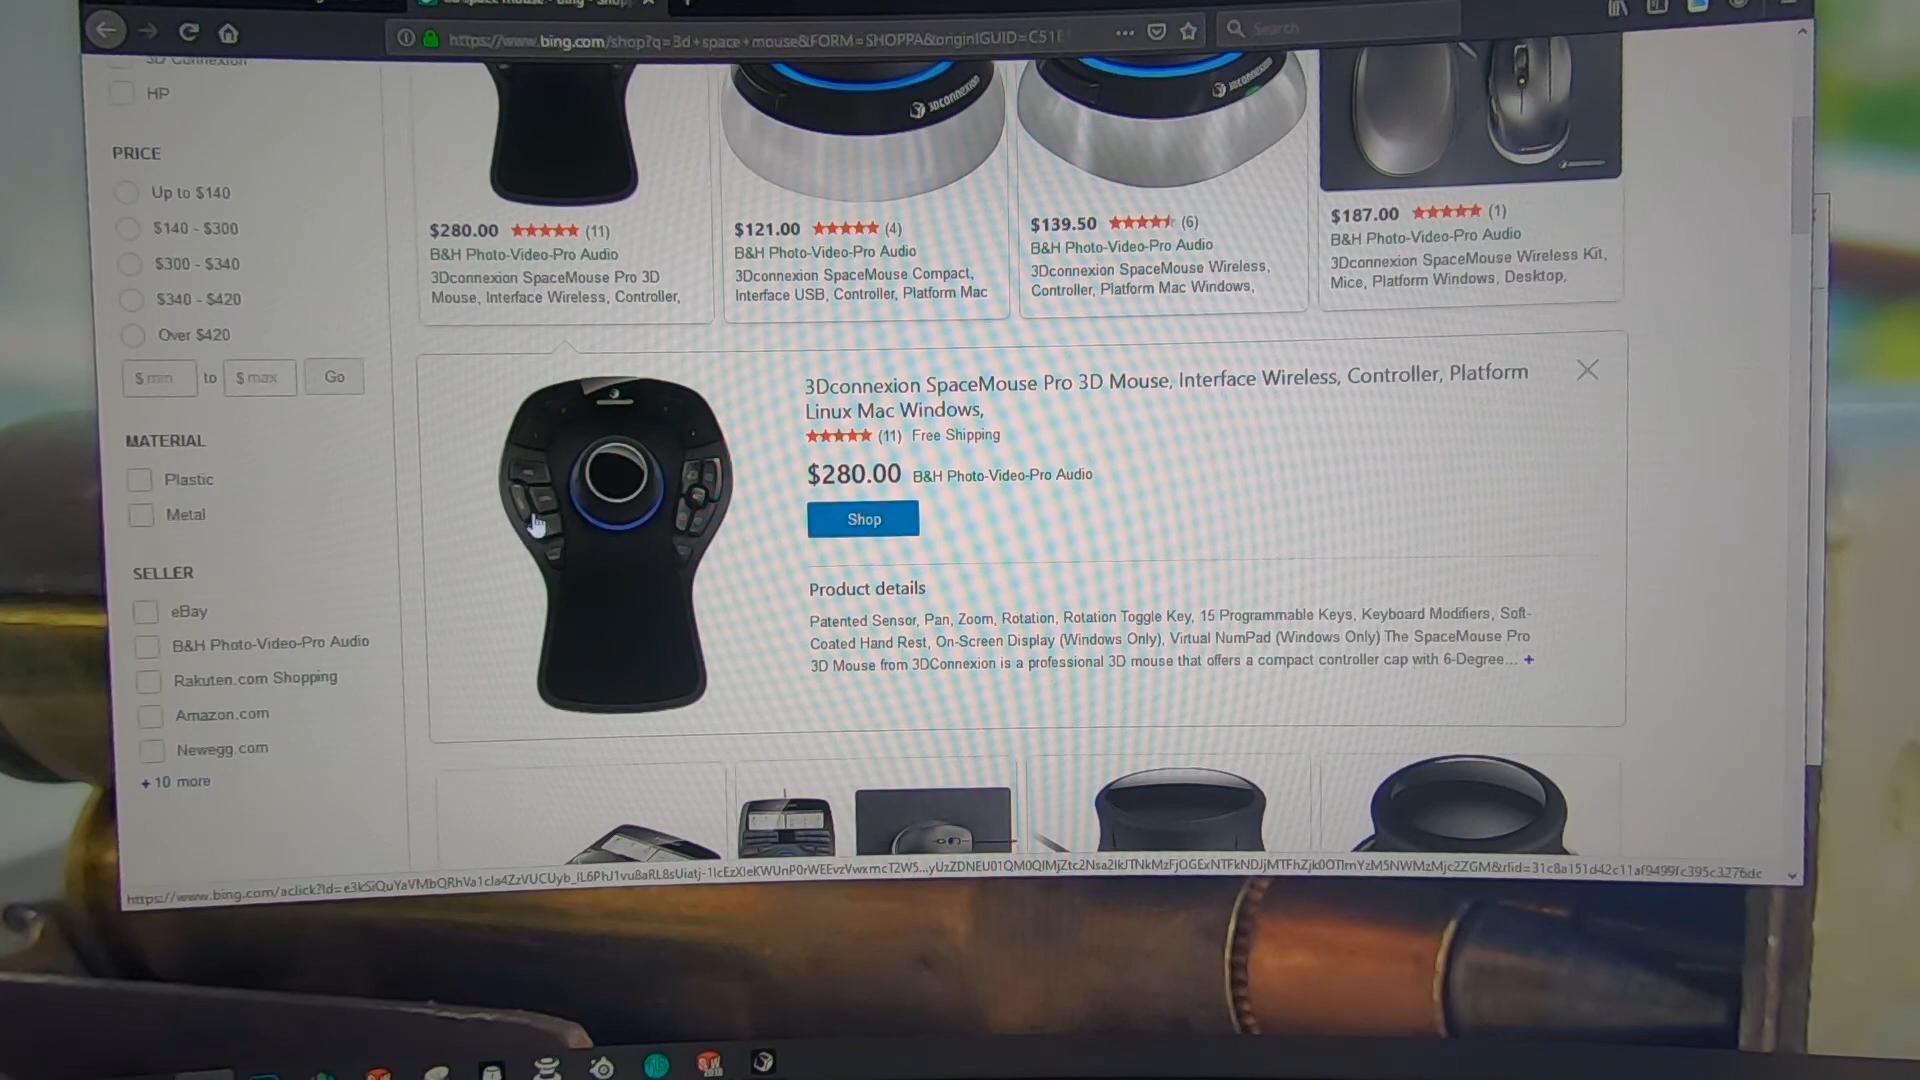 https://www.bing.com/shop?q=3d+space+mouse&FORM=SHOPPA&originIGUID=C51E
Search
3D Connexion
HP
PRICE
Up to $140
$140 - $300
$300 - $340
$340 - $420
Over $420
$ min to $ max Go
MATERIAL
Plastic
Metal
SELLER
eBay
B&H Photo-Video-Pro Audio
Rakuten.com Shopping
Amazon.com
Newegg.com
+ 10 more
$280.00 (11)
B&H Photo-Video-Pro Audio
3Dconnexion SpaceMouse Pro 3D
Mouse, Interface Wireless, Controller,
3Dconnexion
$121.00 (4)
B&H Photo-Video-Pro Audio
3Dconnexion SpaceMouse Compact,
Interface USB, Controller, Platform Mac
3Dconnexion
$139.50 (6)
B&H Photo-Video-Pro Audio
3Dconnexion SpaceMouse Wireless,
Controller, Platform Mac Windows,
$187.00 (1)
B&H Photo-Video-Pro Audio
3Dconnexion SpaceMouse Wireless Kit,
Mice, Platform Windows, Desktop,
3Dconnexion SpaceMouse Pro 3D Mouse, Interface Wireless, Controller, Platform
Linux Mac Windows,
(11) Free Shipping
$280.00 B&H Photo-Video-Pro Audio
Shop
Product details
Patented Sensor, Pan, Zoom, Rotation, Rotation Toggle Key, 15 Programmable Keys, Keyboard Modifiers, Soft-
Coated Hand Rest, On-Screen Display (Windows Only), Virtual NumPad (Windows Only) The SpaceMouse Pro
3D Mouse from 3DConnexion is a professional 3D mouse that offers a compact controller cap with 6-Degree... +